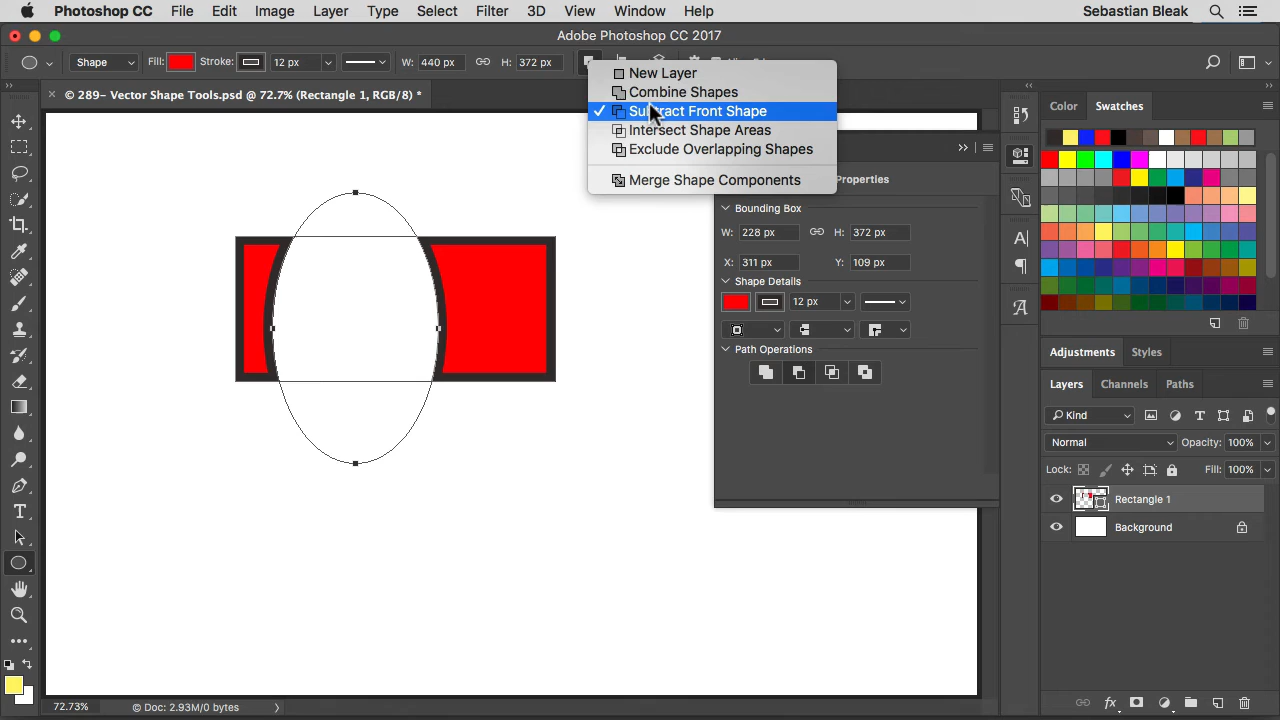 Photoshop CC File Edit Image Layer Type Select Filter 3D View Window Help Sebastian Bleak
Adobe Photoshop CC 2017
Shape Fill: Stroke: 12 px W: 440 px H: 372 px
× © 289- Vector Shape Tools.psd @ 72.7% (Rectangle 1, RGB/8) *
New Layer
Combine Shapes
Subtract Front Shape
Intersect Shape Areas
Exclude Overlapping Shapes
Merge Shape Components
Properties
Bounding Box
W: 228 px H: 372 px
X: 311 px Y: 109 px
Shape Details
12 px
Path Operations
Color Swatches
Adjustments Styles
Layers Channels Paths
Kind
Normal Opacity: 100%
Lock: Fill: 100%
Rectangle 1
Background
72.73% © Doc: 2.93M/0 bytes